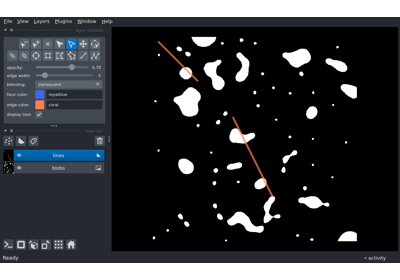 File View Layers Plugins Window Help
opacity: 0.70
edge width: 5
blending: translucent
face color: royalblue
edge color: coral
display text: ✓
lines
blobs
Ready activity